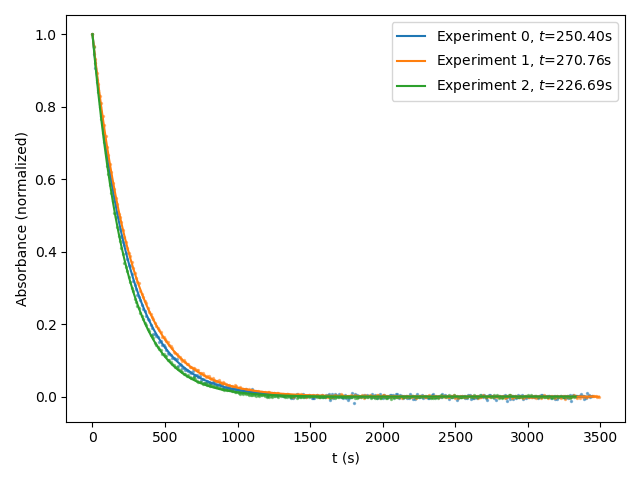 Experiment 0, t=250.40s
Experiment 1, t=270.76s
Experiment 2, t=226.69s
Absorbance (normalized)
1.0
0.8
0.6
0.4
0.2
0.0
0 500 1000 1500 2000 2500 3000 3500
t (s)